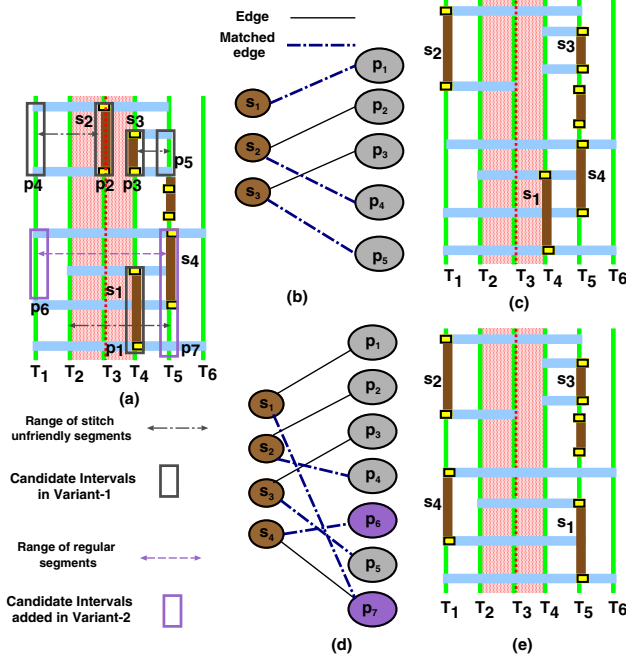 s2 s3
p5
p4 p2 p3
s4
s1
p6
p1 p7
T1 T2 T3 T4 T5 T6
(a)
Range of stitch
unfriendly segments
Candidate Intervals
in Variant-1
Range of regular
segments
Candidate Intervals
added in Variant-2
Edge
Matched
edge
p1
s1
p2
s2
p3
s3
p4
p5
(b)
s2
s3
s4
s1
T1 T2 T3 T4 T5 T6
(c)
p1
p2
s1
p3
s2
p4
s3
p6
s4
p5
p7
(d)
s2
s3
s4
s1
T1 T2 T3 T4 T5 T6
(e)